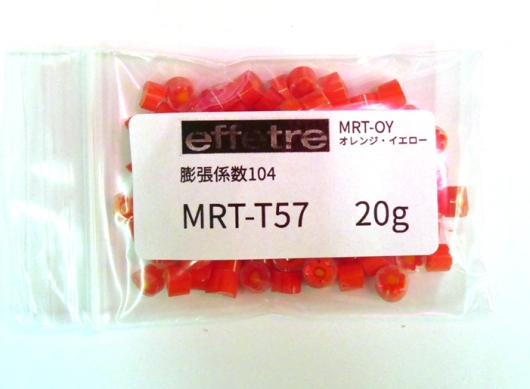 effetre
MRT-OY
オレンジ・イエロー
膨張係数104
MRT-T57 20g